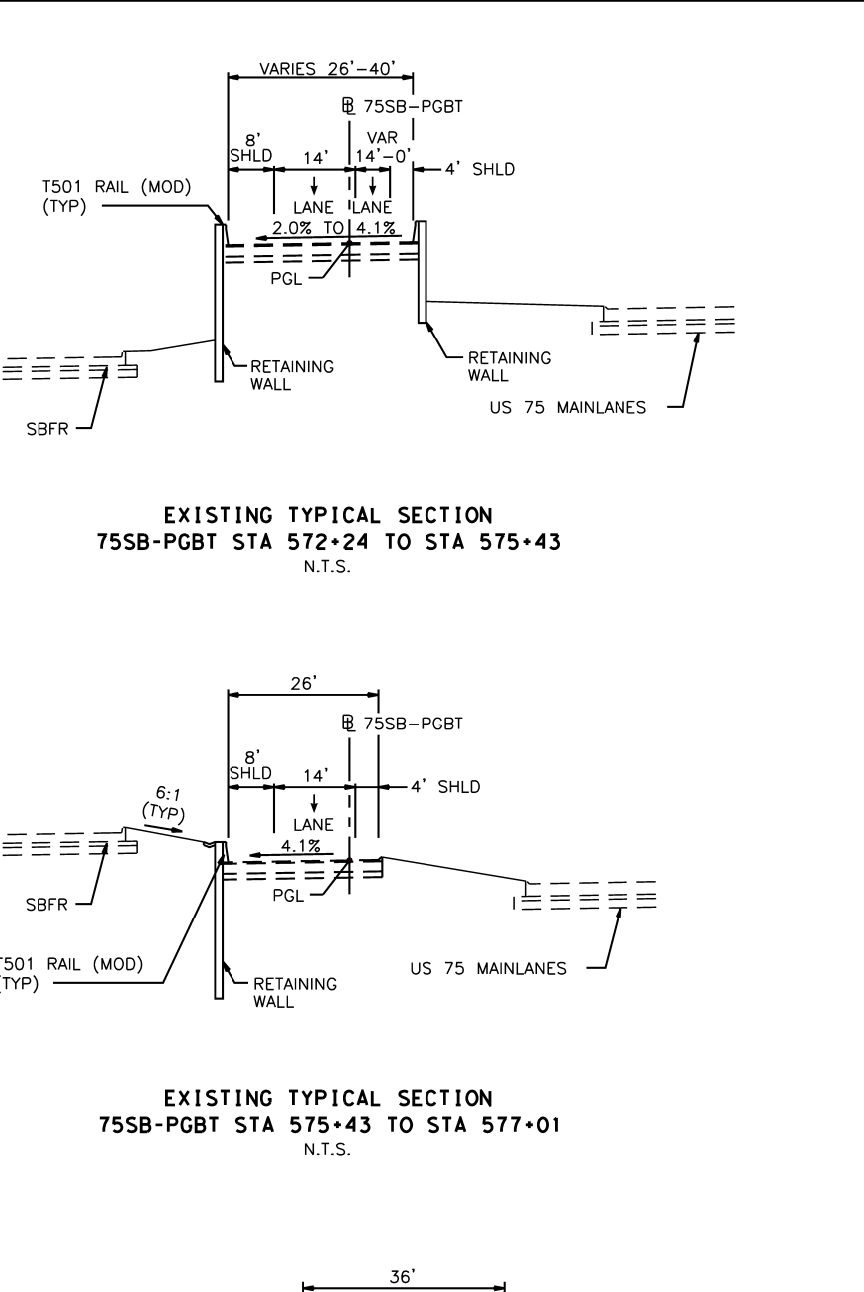 VARIES 26'-40'
℄ 75SB-PGBT
VAR
8'
SHLD
14'
14'-0'
4' SHLD
T501 RAIL (MOD)
(TYP)
LANE
LANE
2.0% TO 4.1%
PGL
RETAINING
WALL
RETAINING
WALL
US 75 MAINLANES
SBFR
EXISTING TYPICAL SECTION
75SB-PGBT STA 572+24 TO STA 575+43
N.T.S.
26'
75SB-PGBT
8'
SHLD
14'
4' SHLD
6:1
(TYP)
LANE
4.1%
PGL
SBFR
T501 RAIL (MOD)
(TYP)
US 75 MAINLANES
RETAINING
WALL
EXISTING TYPICAL SECTION
75SB-PGBT STA 575+43 TO STA 577+01
N.T.S.
36'